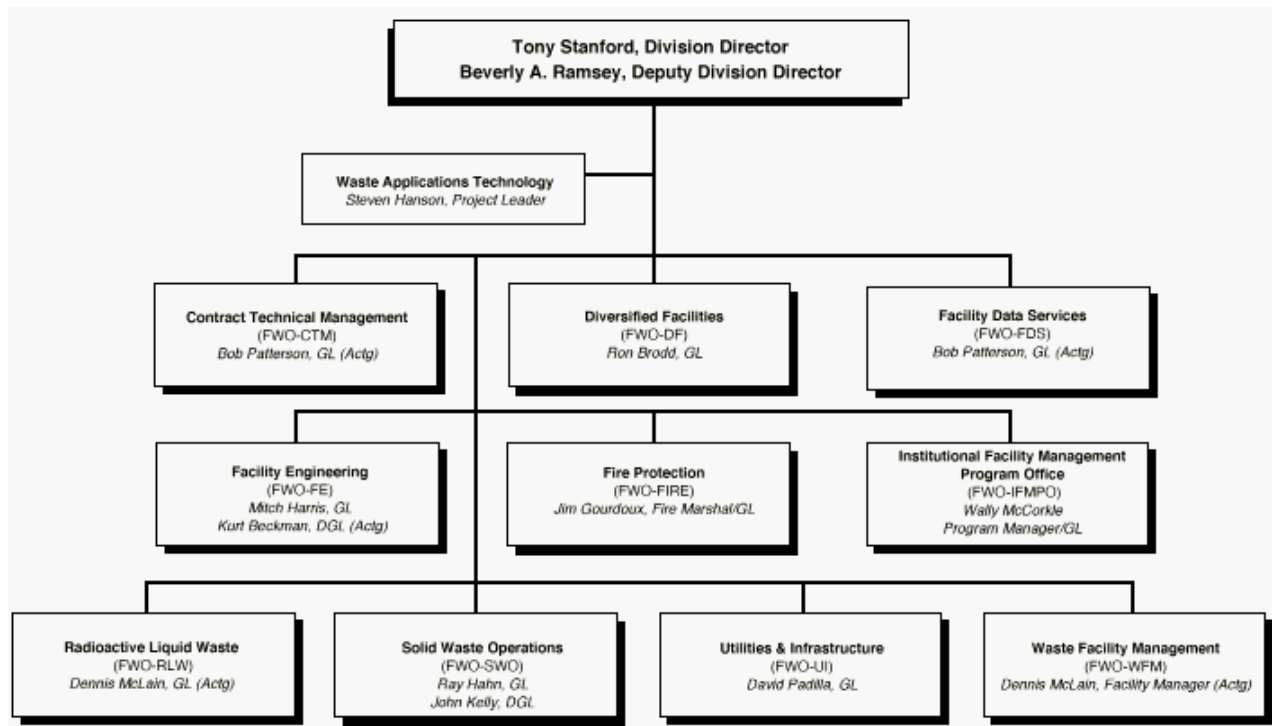 Tony Stanford, Division Director
Beverly A. Ramsey, Deputy Division Director
Waste Applications Technology
Steven Hanson, Project Leader
Contract Technical Management
(FWO-CTM)
Bob Patterson, GL (Actg)
Diversified Facilities
(FWO-DF)
Ron Brodd, GL
Facility Data Services
(FWO-FDS)
Bob Patterson, GL (Actg)
Facility Engineering
(FWO-FE)
Mitch Harris, GL
Kurt Beckman, DGL (Actg)
Fire Protection
(FWO-FIRE)
Jim Gourdoux, Fire Marshal/GL
Institutional Facility Management
Program Office
(FWO-IFMPO)
Wally McCorkle
Program Manager/GL
Radioactive Liquid Waste
(FWO-RLW)
Dennis McLain, GL (Actg)
Solid Waste Operations
(FWO-SWO)
Ray Hahn, GL
John Kelly, DGL
Utilities & Infrastructure
(FWO-UI)
David Padilla, GL
Waste Facility Management
(FWO-WFM)
Dennis McLain, Facility Manager (Actg)